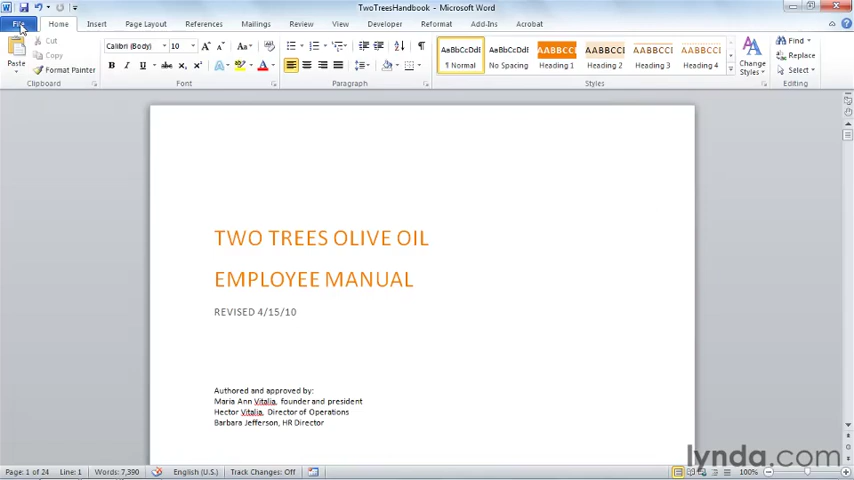 TwoTreesHandbook - Microsoft Word
File Home Insert Page Layout References Mailings Review View Developer Reformat Add-Ins Acrobat
Paste
Cut
Copy
Format Painter
Clipboard
Calibri (Body) 10
Font
Paragraph
AaBbCcDdI AaBbCcDdI AABBCCI AABBCCI AABBCCI AABBCCI
¶ Normal No Spacing Heading 1 Heading 2 Heading 3 Heading 4
Styles
Change Styles
Find
Replace
Select
Editing
TWO TREES OLIVE OIL
EMPLOYEE MANUAL
REVISED 4/15/10
Authored and approved by:
Maria Ann Vitalia, founder and president
Hector Vitalia, Director of Operations
Barbara Jefferson, HR Director
lynda.com
Page: 1 of 24 Line: 1 Words: 7,390 English (U.S.) Track Changes: Off 100%